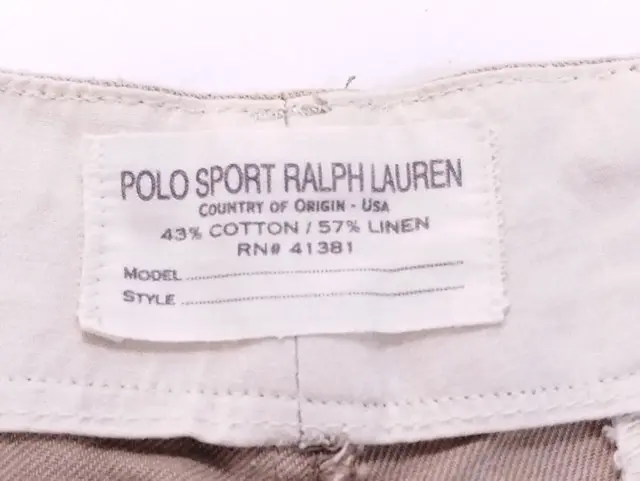 POLO SPORT RALPH LAUREN
COUNTRY OF ORIGIN - USA
43% COTTON / 57% LINEN
RN# 41381
MODEL
STYLE